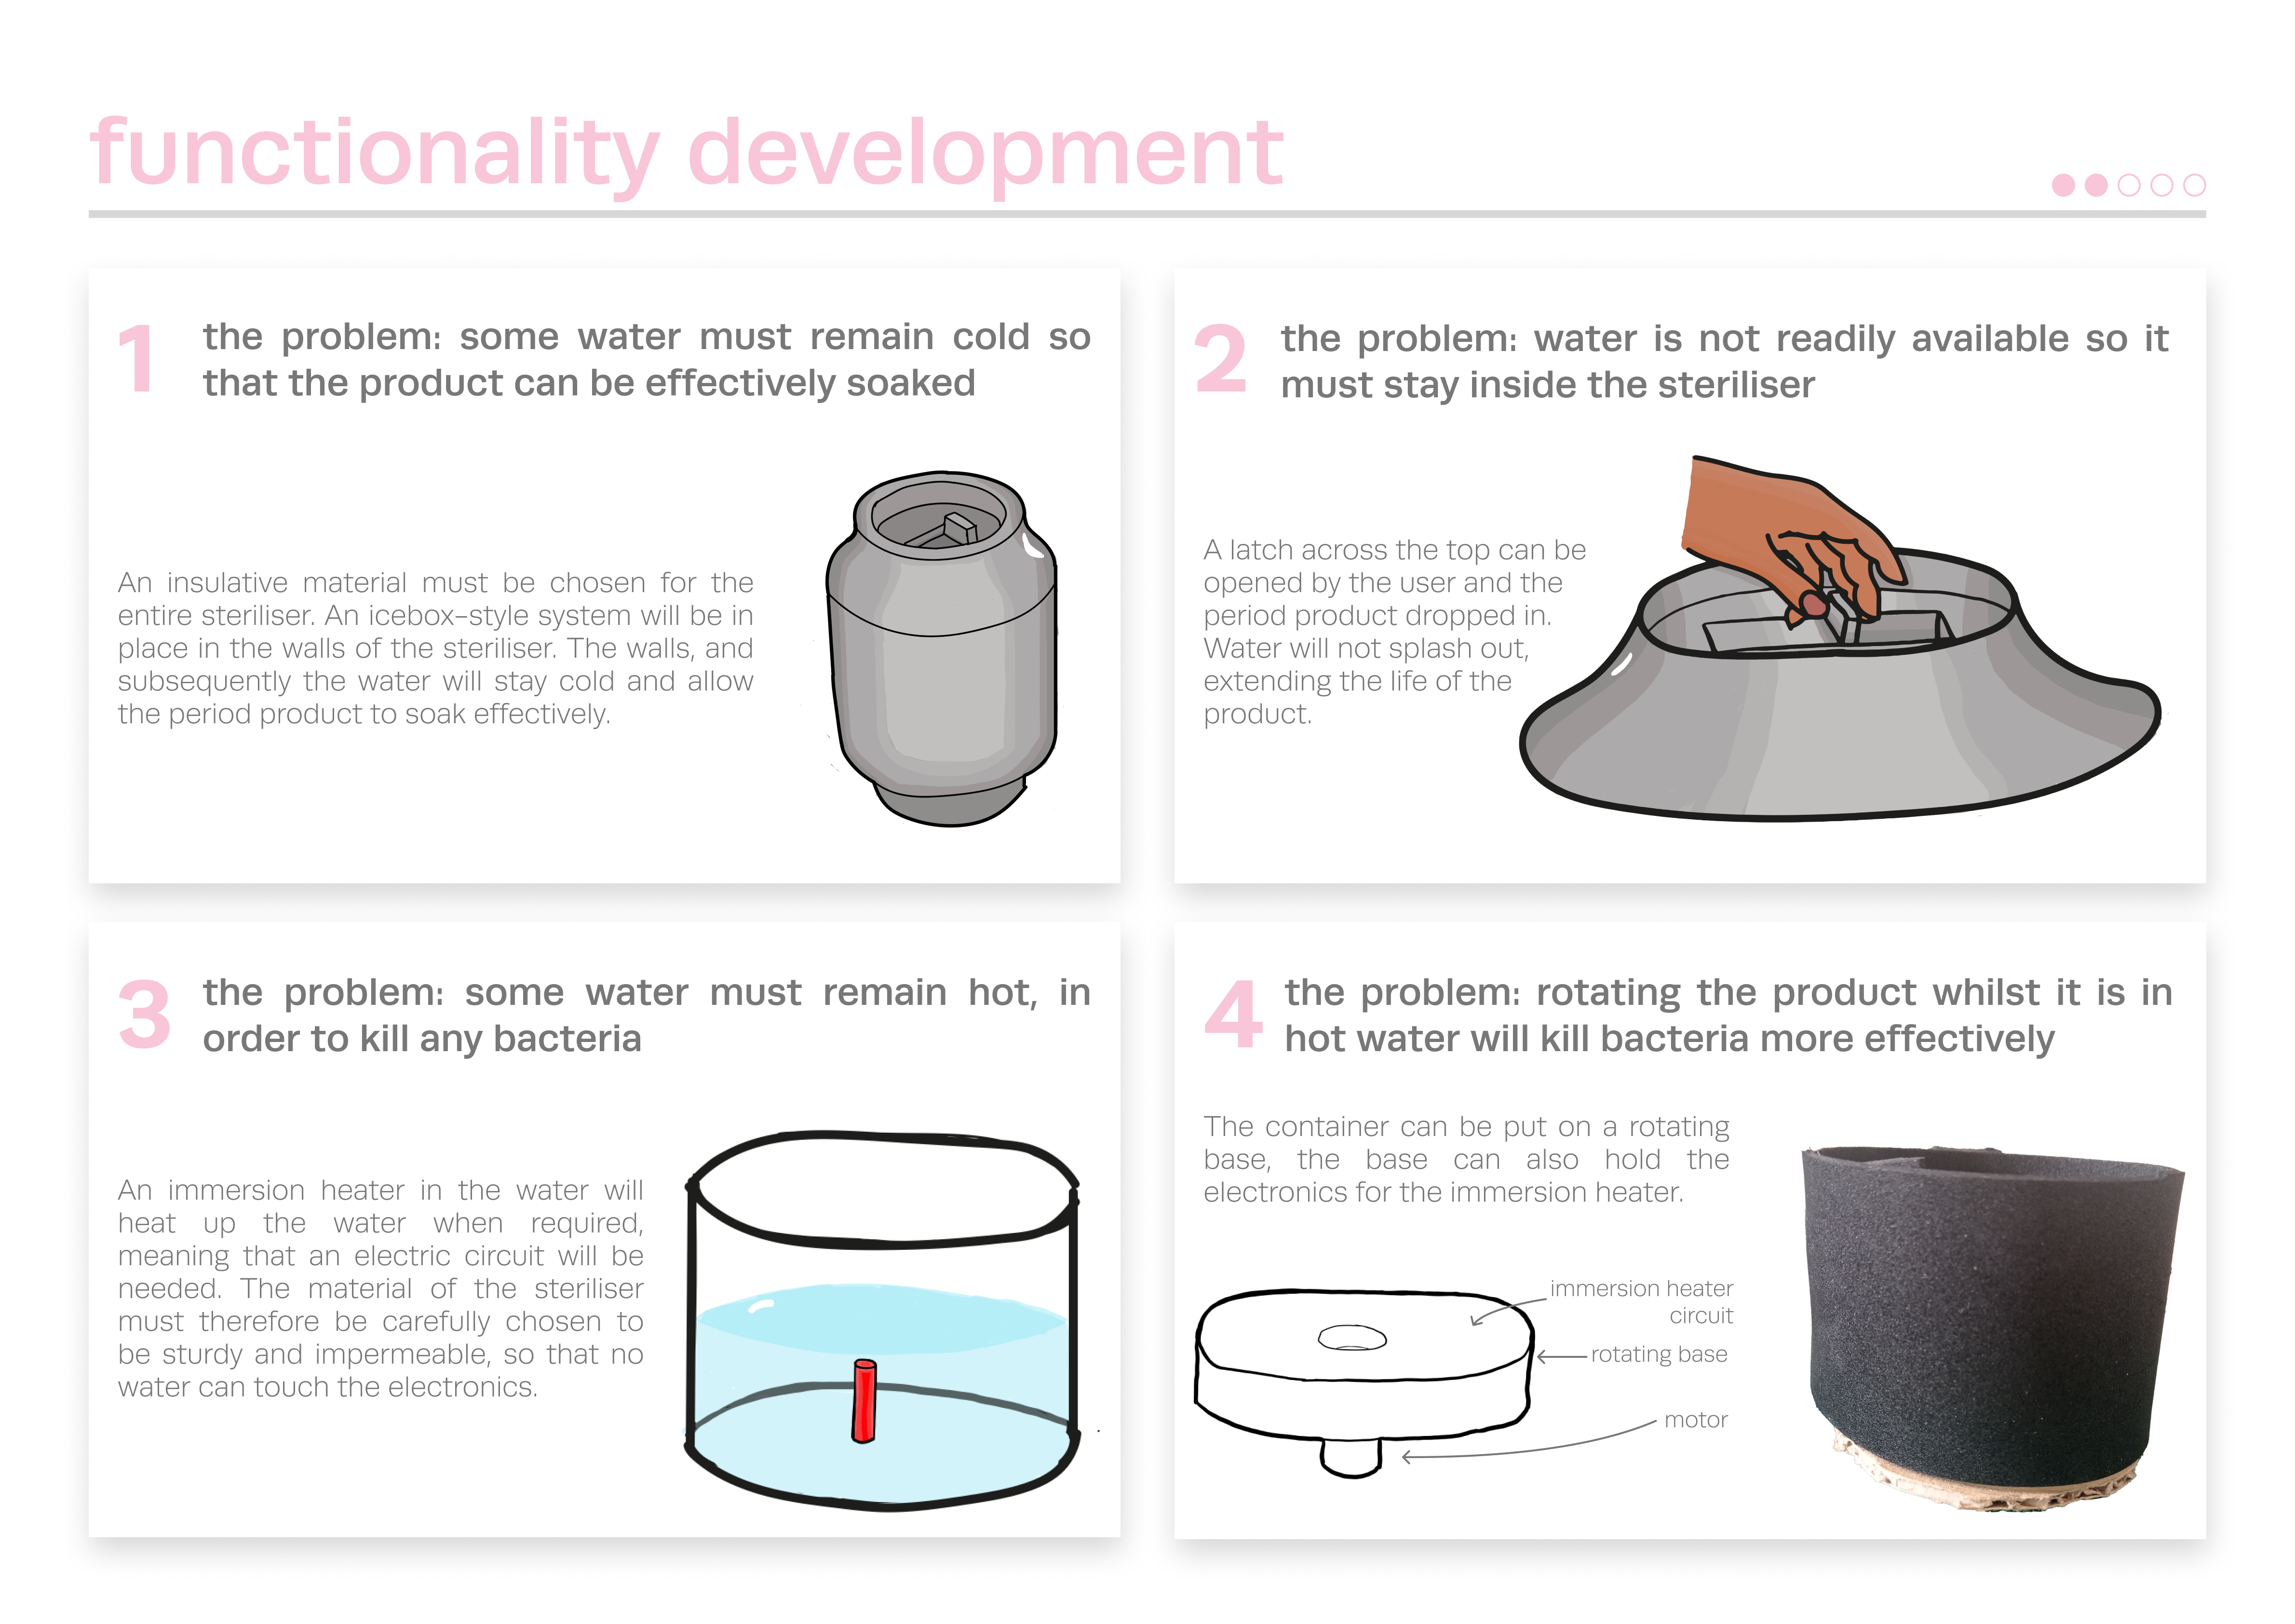 functionality development
1
the problem: some water must remain cold so
that the product can be effectively soaked
An insulative material must be chosen for the
entire steriliser. An icebox-style system will be in
place in the walls of the steriliser. The walls, and
subsequently the water will stay cold and allow
the period product to soak effectively.
2
the problem: water is not readily available so it
must stay inside the steriliser
A latch across the top can be
opened by the user and the
period product dropped in.
Water will not splash out,
extending the life of the
product.
3
the problem: some water must remain hot, in
order to kill any bacteria
An immersion heater in the water will
heat up the water when required,
meaning that an electric circuit will be
needed. The material of the steriliser
must therefore be carefully chosen to
be sturdy and impermeable, so that no
water can touch the electronics.
4
the problem: rotating the product whilst it is in
hot water will kill bacteria more effectively
The container can be put on a rotating
base, the base can also hold the
electronics for the immersion heater.
immersion heater
circuit
rotating base
motor